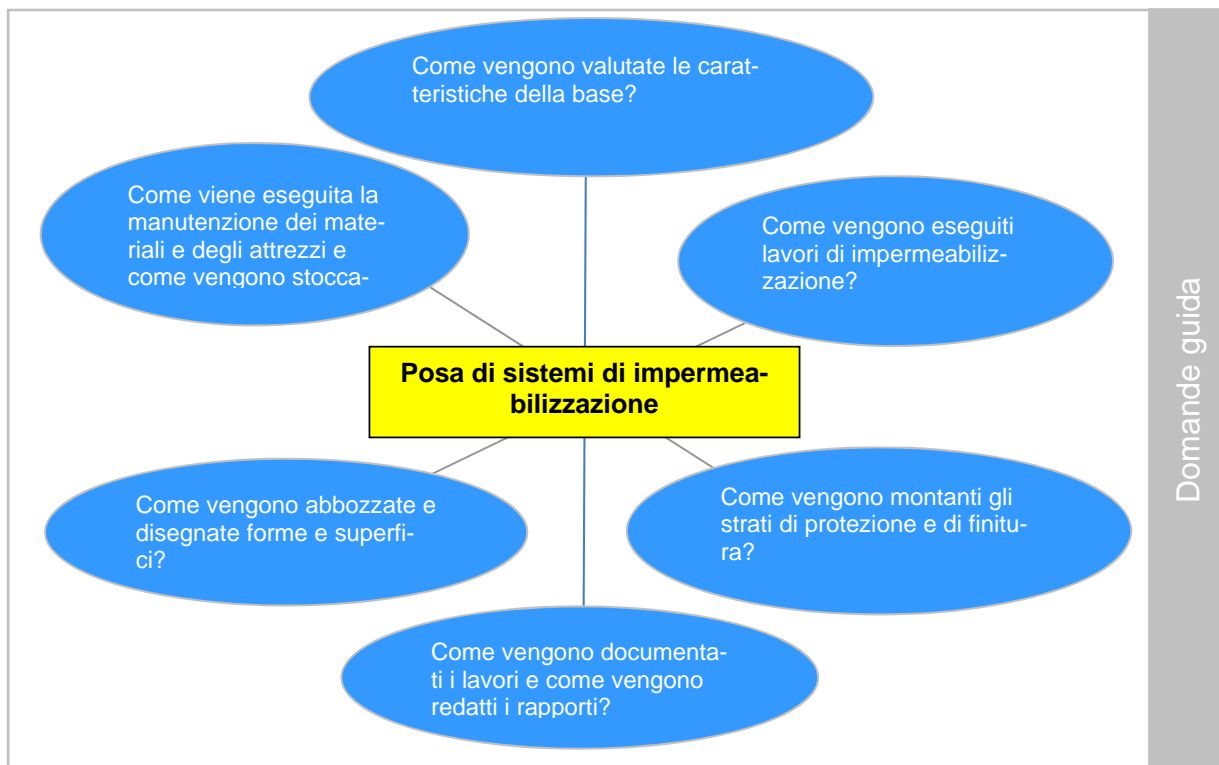 Come vengono valutate le carat-
teristiche della base?
Come viene eseguita la
manutenzione dei mate-
riali e degli attrezzi e
come vengono stocca-
Come vengono eseguiti
lavori di impermeabiliz-
zazione?
Posa di sistemi di impermea-
bilizzazione
Come vengono abbozzate e
disegnate forme e superfi-
ci?
Come vengono montanti gli
strati di protezione e di finitu-
ra?
Come vengono documenta-
ti i lavori e come vengono
redatti i rapporti?
Domande guida